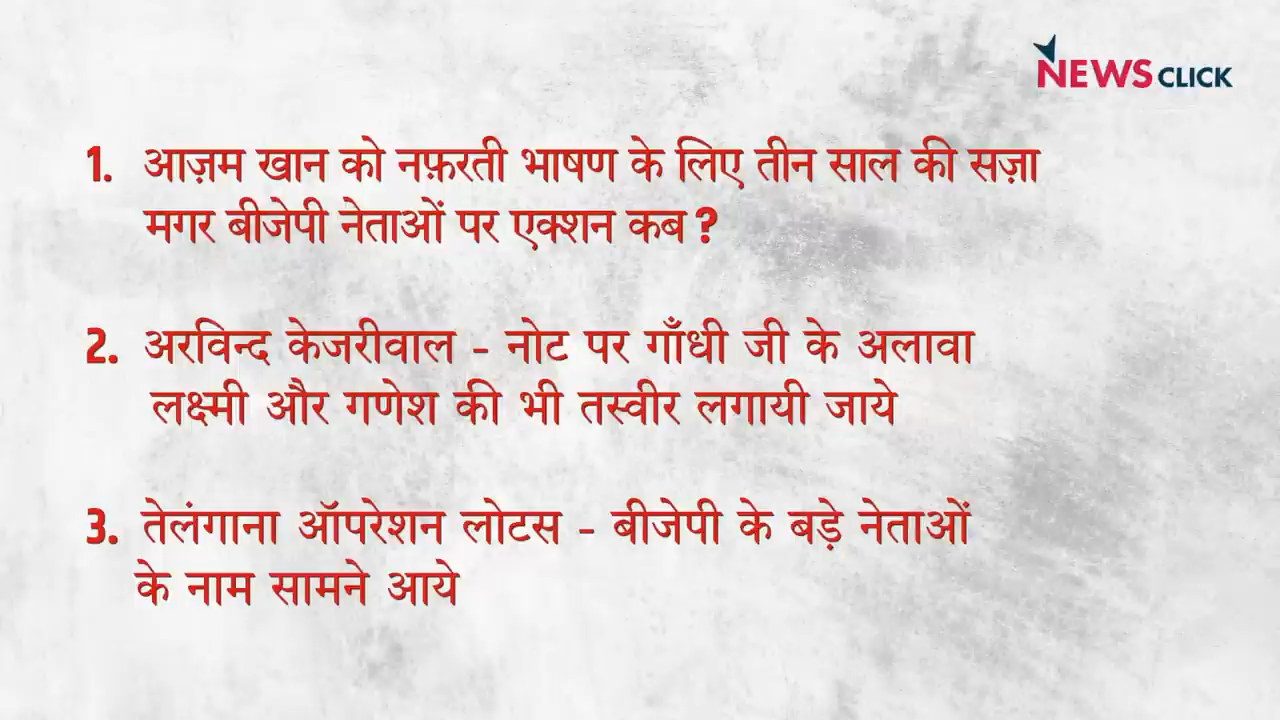 NEWS CLICK
1. आज़म खान को नफ़रती भाषण के लिए तीन साल की सज़ा
मगर बीजेपी नेताओं पर एक्शन कब ?
2. अरविन्द केजरीवाल - नोट पर गाँधी जी के अलावा
लक्ष्मी और गणेश की भी तस्वीर लगायी जाये
3. तेलंगाना ऑपरेशन लोटस - बीजेपी के बड़े नेताओं
के नाम सामने आये